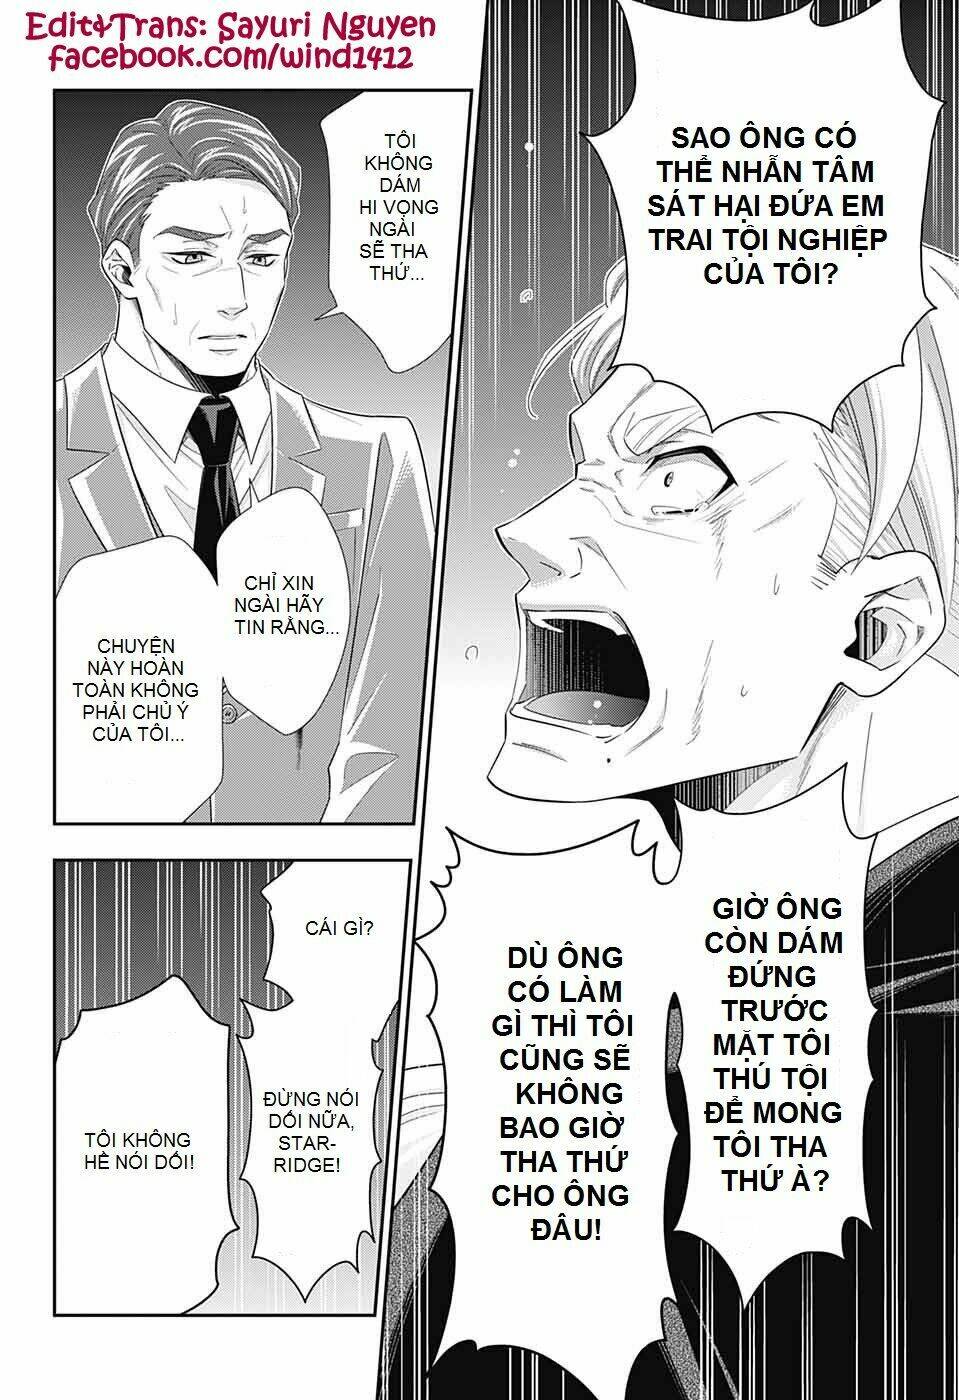 Edit&Trans: Sayuri Nguyen
facebook.com/wind1412
SAO ÔNG CÓ
THỂ NHẪN TÂM
SÁT HẠI ĐỨA EM
TRAI TỘI NGHIỆP
CỦA TÔI?
GIỜ ÔNG
CÒN DÁM
ĐỨNG
TRƯỚC
MẶT TÔI
THÚ TỘI
ĐỂ MONG
TÔI THA
THỨ À?
DÙ ÔNG
CÓ LÀM
GÌ THÌ TÔI
CŨNG SẼ
KHÔNG
BAO GIỜ
THA THỨ
CHO ÔNG
ĐÂU!
TÔI
KHÔNG
DÁM
HI VỌNG
NGÀI
SẼ THA
THỨ...
CHỈ XIN
NGÀI HÃY
TIN RẰNG...
CHUYỆN
NÀY HOÀN
TOÀN KHÔNG
PHẢI CHỦ Ý
CỦA TÔI...
CÁI GÌ?
ĐỪNG NÓI
DỐI NỮA,
STAR-
RIDGE!
TÔI KHÔNG
HỀ NÓI DỐI!